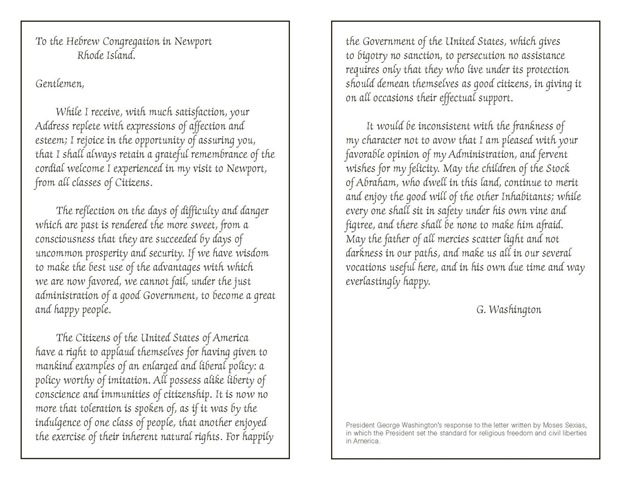 To the Hebrew Congregation in Newport
Rhode Island.
Gentlemen,
While I receive, with much satisfaction, your
Address replete with expressions of affection and
esteem; I rejoice in the opportunity of assuring you,
that I shall always retain a grateful remembrance of the
cordial welcome I experienced in my visit to Newport,
from all classes of Citizens.
The reflection on the days of difficulty and danger
which are past is rendered the more sweet, from a
consciousness that they are succeeded by days of
uncommon prosperity and security. If we have wisdom
to make the best use of the advantages with which
we are now favored, we cannot fail, under the just
administration of a good Government, to become a great
and happy people.
The Citizens of the United States of America
have a right to applaud themselves for having given to
mankind examples of an enlarged and liberal policy: a
policy worthy of imitation. All possess alike liberty of
conscience and immunities of citizenship. It is now no
more that toleration is spoken of, as if it was by the
indulgence of one class of people, that another enjoyed
the exercise of their inherent natural rights. For happily
the Government of the United States, which gives
to bigotry no sanction, to persecution no assistance
requires only that they who live under its protection
should demean themselves as good citizens, in giving it
on all occasions their effectual support.
It would be inconsistent with the frankness of
my character not to avow that I am pleased with your
favorable opinion of my Administration, and fervent
wishes for my felicity. May the children of the Stock
of Abraham, who dwell in this land, continue to merit
and enjoy the good will of the other Inhabitants; while
every one shall sit in safety under his own vine and
figtree, and there shall be none to make him afraid.
May the father of all mercies scatter light and not
darkness in our paths, and make us all in our several
vocations useful here, and in his own due time and way
everlastingly happy.
G. Washington
President George Washington's response to the letter written by Moses Sexias,
in which the President set the standard for religious freedom and civil liberties
in America.